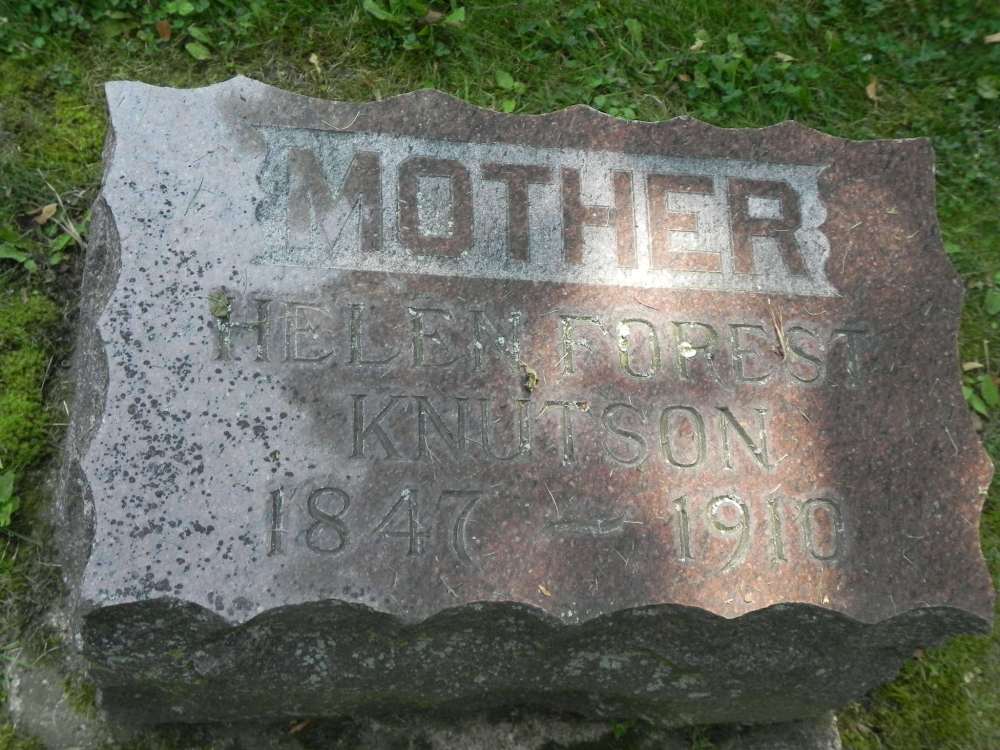 MOTHER
HELEN FOREST
KNUTSON
1847 — 1910